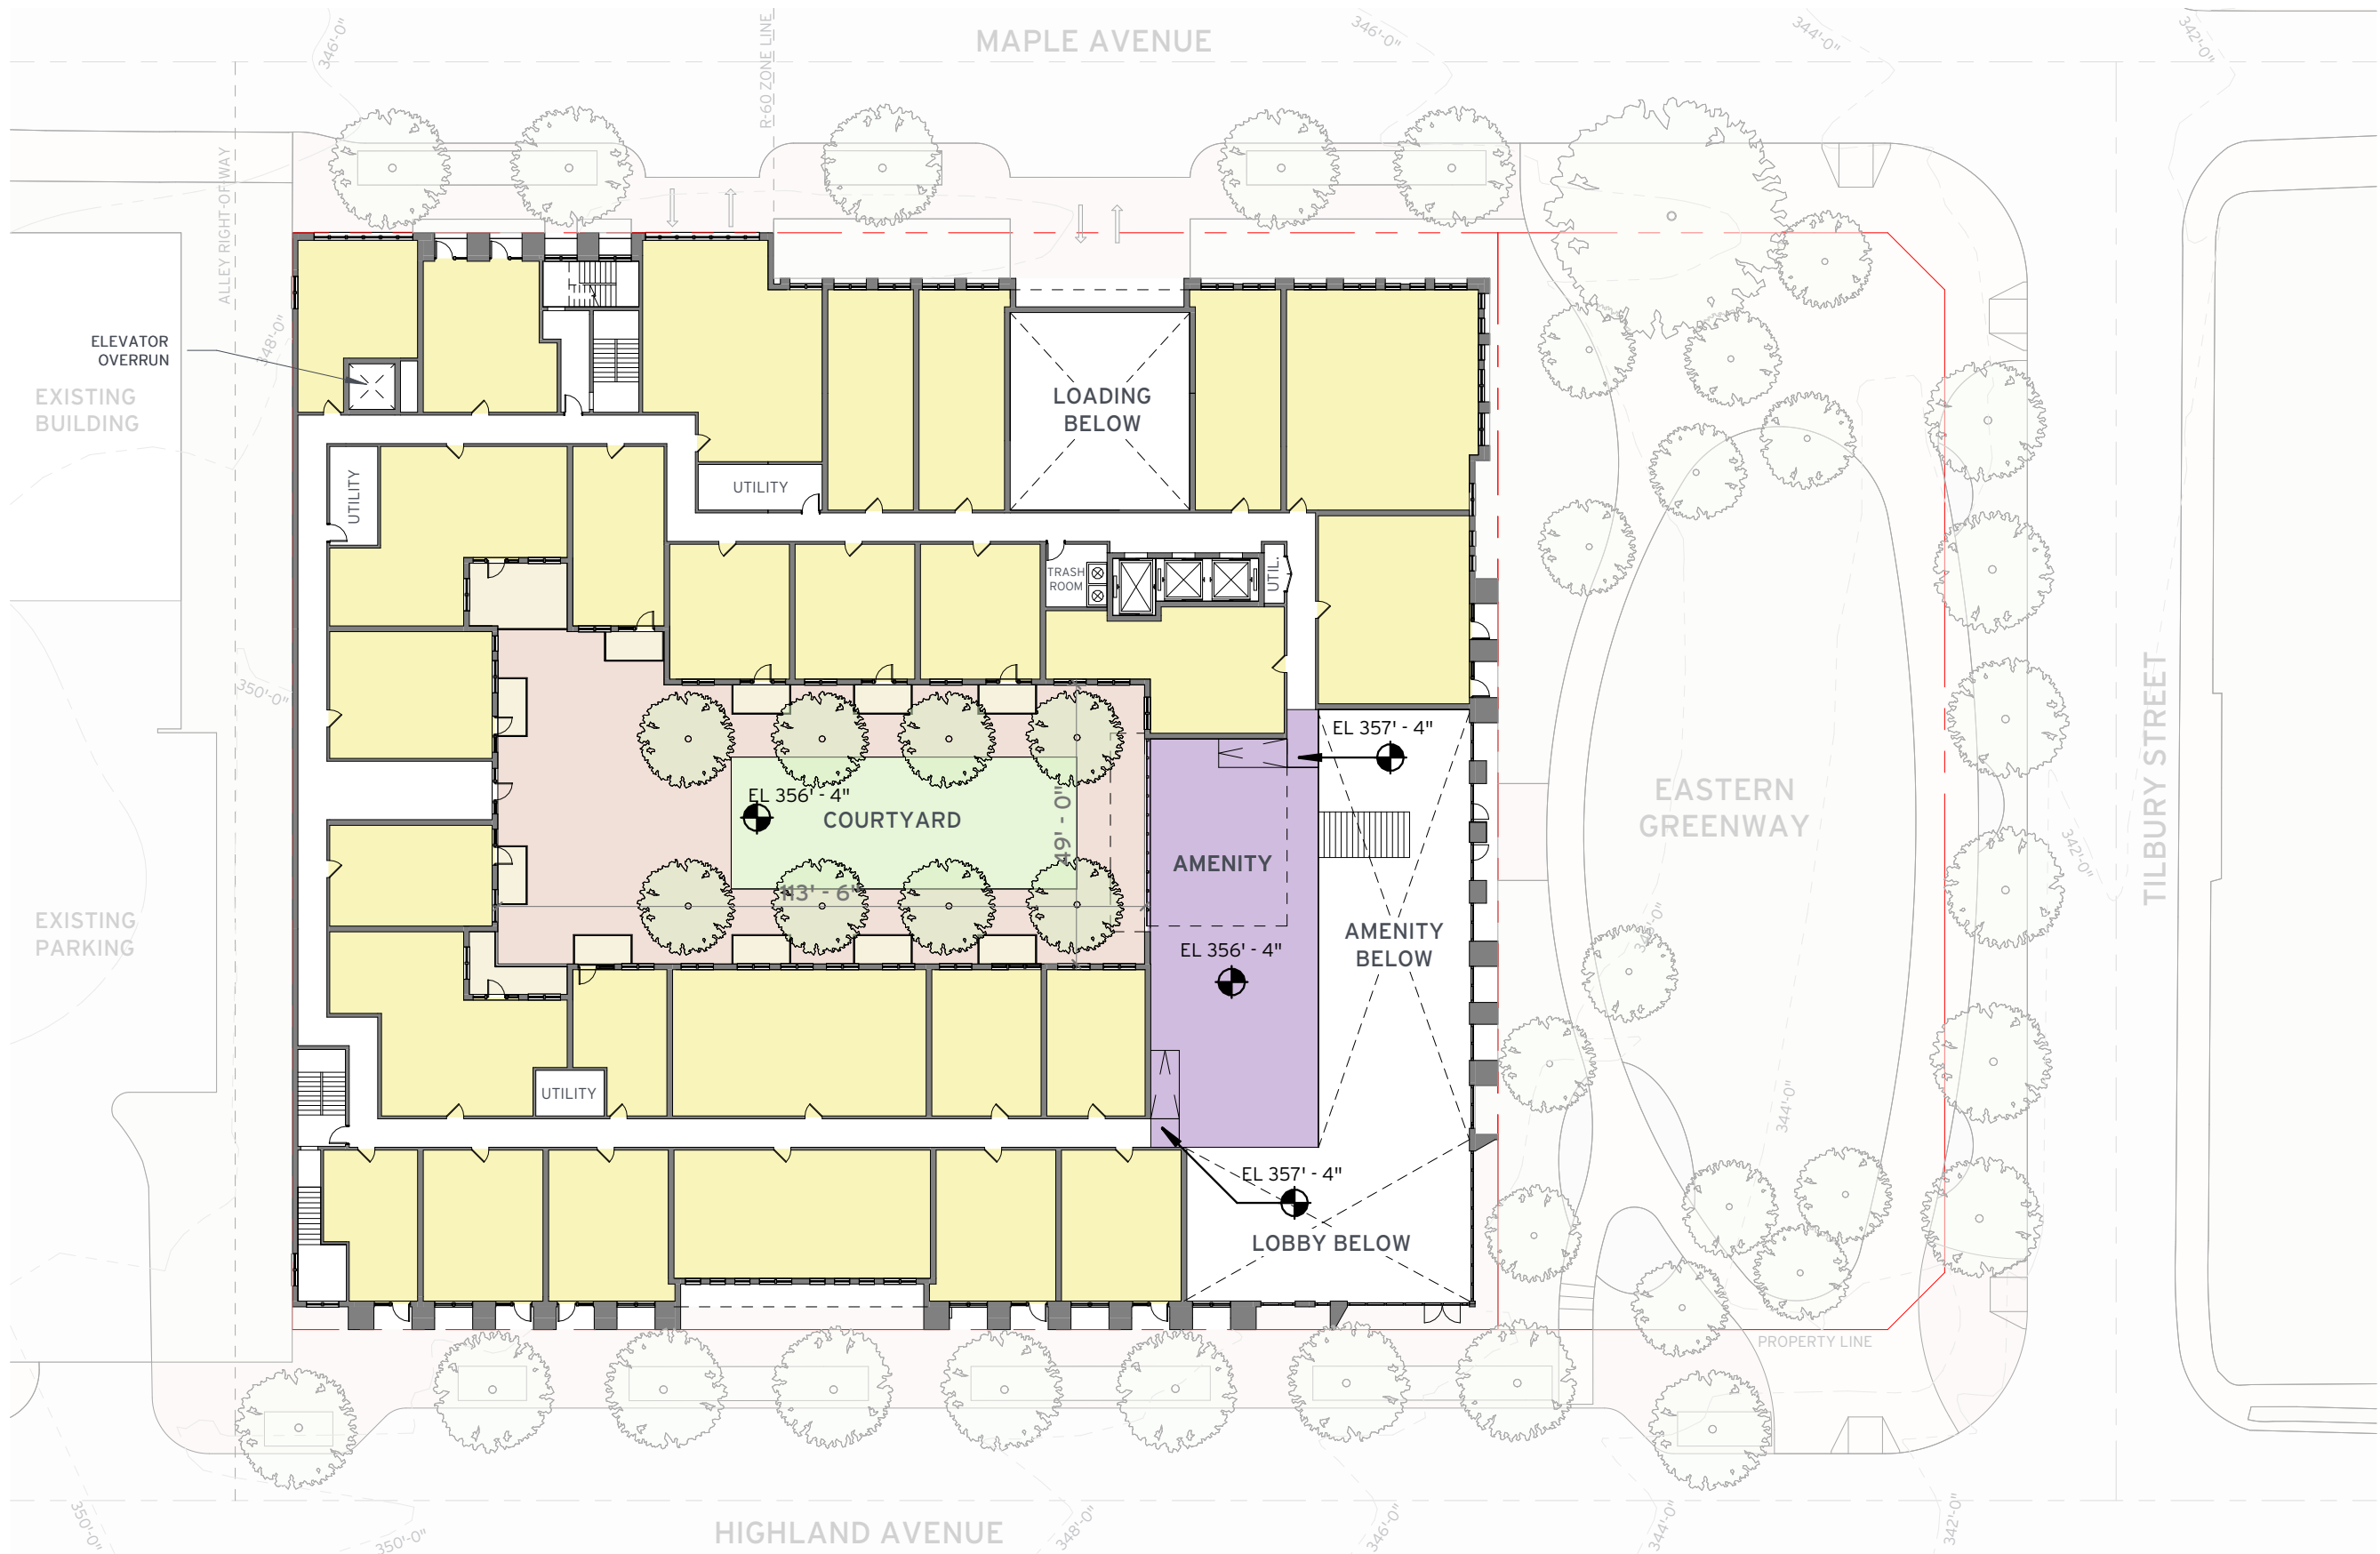 MAPLE AVENUE
346'-0"
R-60 ZONE LINE
346'-0"
344'-0"
342'-0"
ALLEY RIGHT-OF-WAY
348'-0"
ELEVATOR
OVERRUN
EXISTING
BUILDING
LOADING
BELOW
UTILITY
UTILITY
TRASH
ROOM
UTIL.
350'-0"
EL 357' - 4"
EL 356' - 4"
COURTYARD
49' - 0"
113' - 6"
AMENITY
EL 356' - 4"
AMENITY
BELOW
EASTERN
GREENWAY
TILBURY STREET
342'-0"
EXISTING
PARKING
344'-0"
UTILITY
EL 357' - 4"
LOBBY BELOW
PROPERTY LINE
350'-0"
350'-0"
HIGHLAND AVENUE
348'-0"
346'-0"
344'-0"
342'-0"